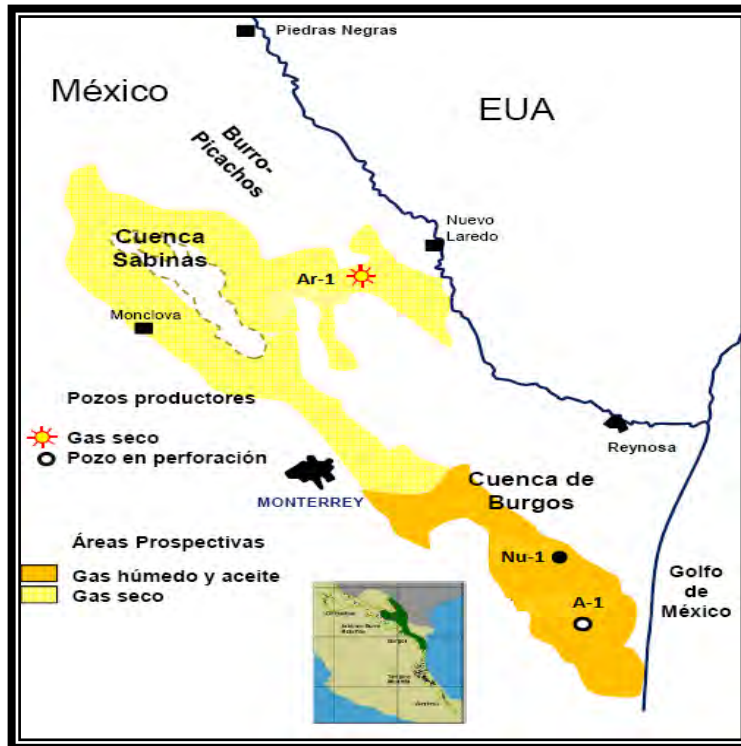 Piedras Negras
México
EUA
Burro-
Picachos
Nuevo
Laredo
Cuenca
Sabinas
Ar-1
Monclova
Pozos productores
Gas seco
Pozo en perforación
Reynosa
Cuenca de
Burgos
MONTERREY
Áreas Prospectivas
Nu-1
Gas húmedo y aceite
Gas seco
A-1
Golfo
de
México
Burgos